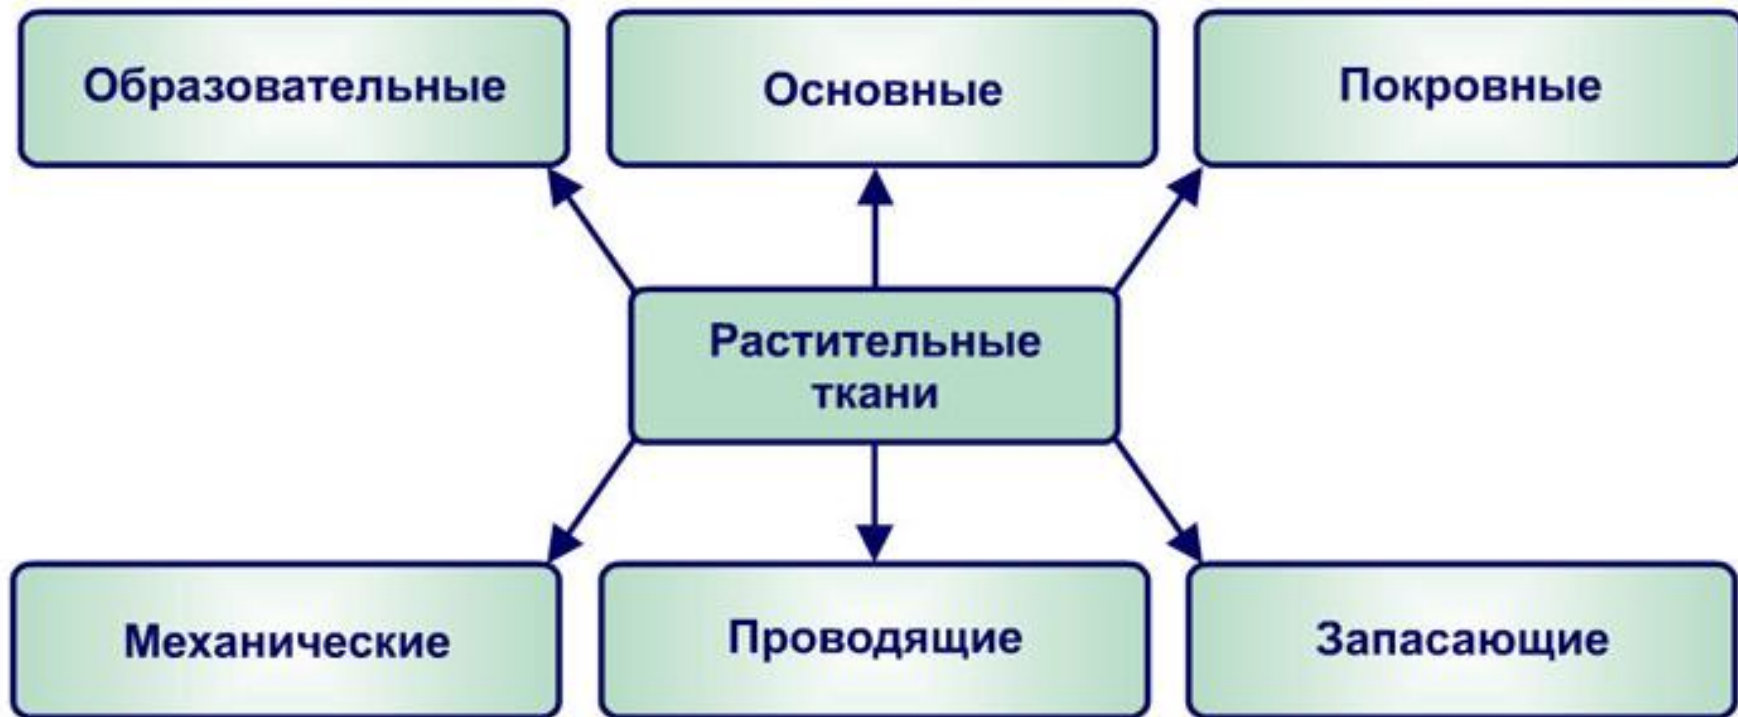 Образовательные
Основные
Покровные
Растительные
ткани
Механические
Проводящие
Запасающие